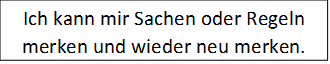 Ich kann mir Sachen oder Regeln
merken und wieder neu merken.